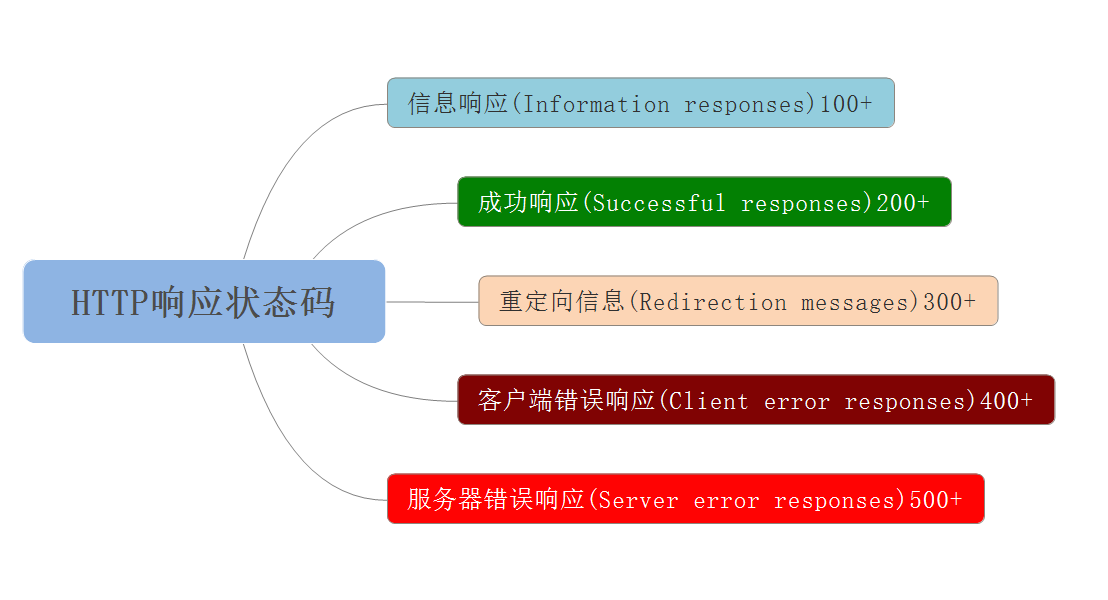 信息响应(Information responses)100+
成功响应(Successful responses)200+
HTTP响应状态码
重定向信息(Redirection messages)300+
客户端错误响应(Client error responses)400+
服务器错误响应(Server error responses)500+